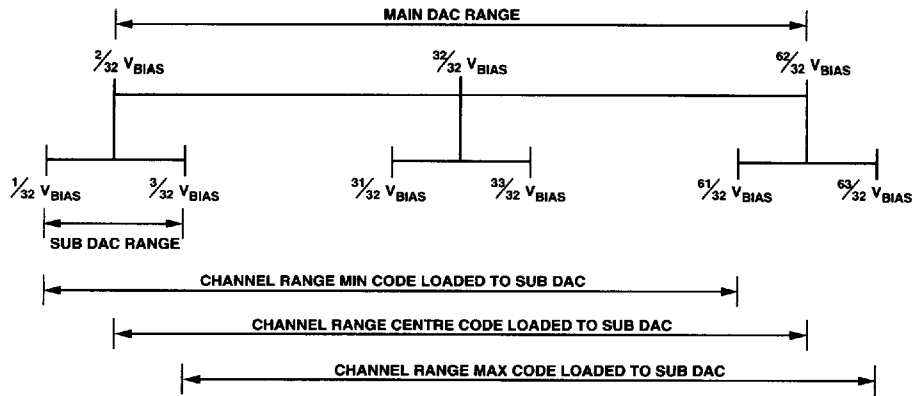 MAIN DAC RANGE
2/32 VBIAS 32/32 VBIAS 62/32 VBIAS
1/32 VBIAS 3/32 VBIAS 31/32 VBIAS 33/32 VBIAS 61/32 VBIAS 63/32 VBIAS
SUB DAC RANGE
CHANNEL RANGE MIN CODE LOADED TO SUB DAC
CHANNEL RANGE CENTRE CODE LOADED TO SUB DAC
CHANNEL RANGE MAX CODE LOADED TO SUB DAC